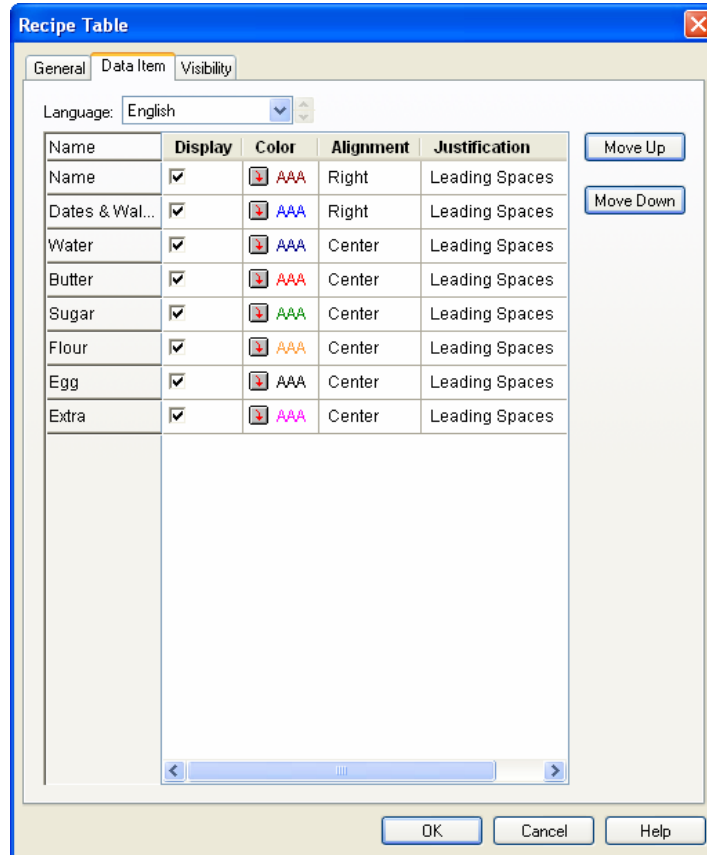 Recipe Table
General Data Item Visibility
Language: English
Name Display Color Alignment Justification Move Up
Name AAA Right Leading Spaces
Dates & Wal... AAA Right Leading Spaces Move Down
Water AAA Center Leading Spaces
Butter AAA Center Leading Spaces
Sugar AAA Center Leading Spaces
Flour AAA Center Leading Spaces
Egg AAA Center Leading Spaces
Extra AAA Center Leading Spaces
OK Cancel Help